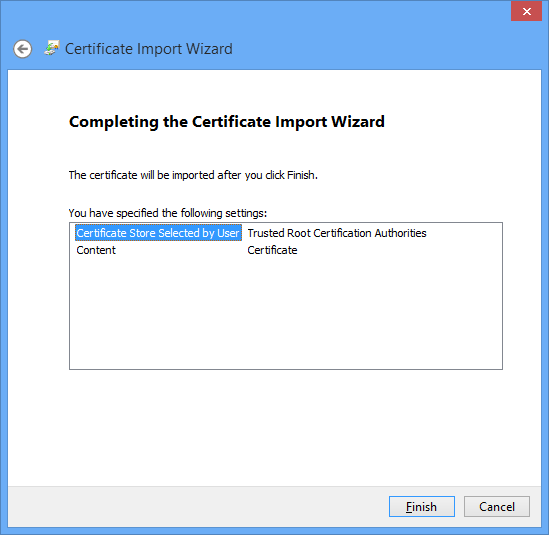 Certificate Import Wizard
Completing the Certificate Import Wizard
The certificate will be imported after you click Finish.
You have specified the following settings:
Certificate Store Selected by User Trusted Root Certification Authorities
Content Certificate
Finish Cancel